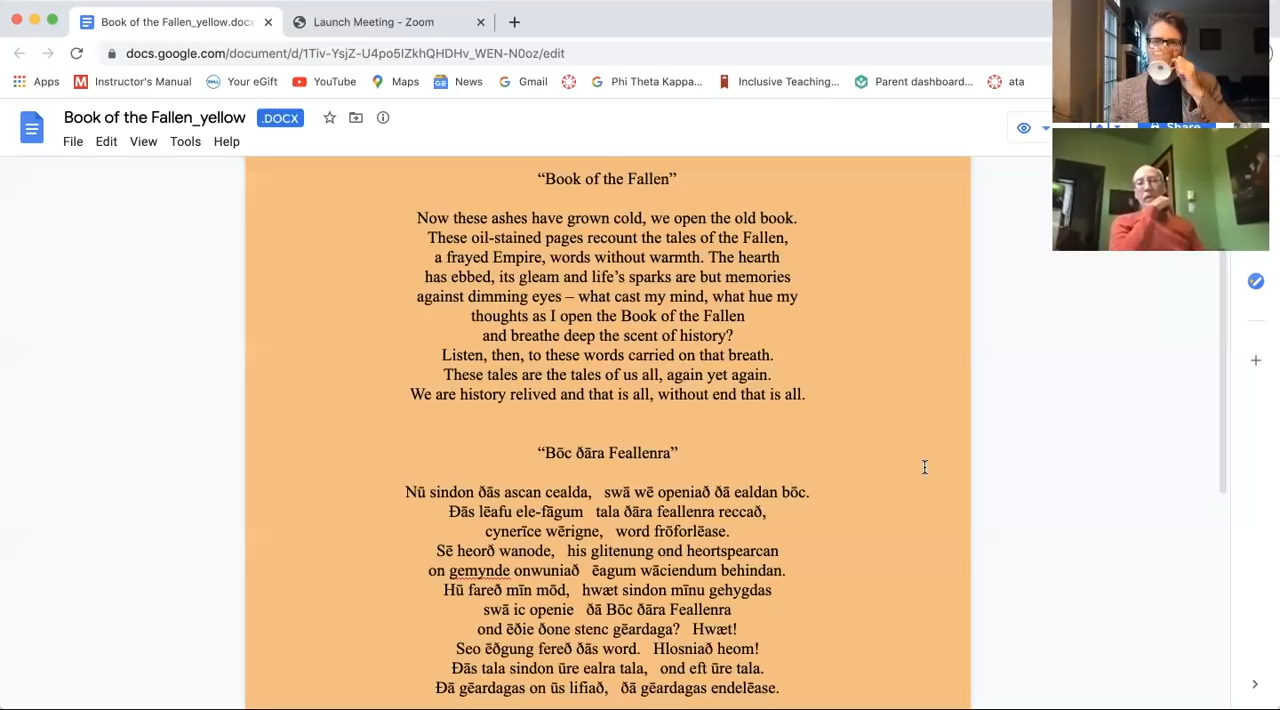 Book of the Fallen_yellow.docx
Launch Meeting - Zoom
docs.google.com/document/d/1Tiv-YsjZ-U4po5IZkhQHDHv_WEN-N0oz/edit
Apps Instructor's Manual Your eGift YouTube Maps News Gmail Phi Theta Kappa... Inclusive Teaching... Parent dashboard... ata
Book of the Fallen_yellow .DOCX
File Edit View Tools Help
Share
“Book of the Fallen”
Now these ashes have grown cold, we open the old book.
These oil-stained pages recount the tales of the Fallen,
a frayed Empire, words without warmth. The hearth
has ebbed, its gleam and life’s sparks are but memories
against dimming eyes – what cast my mind, what hue my
thoughts as I open the Book of the Fallen
and breathe deep the scent of history?
Listen, then, to these words carried on that breath.
These tales are the tales of us all, again yet again.
We are history relived and that is all, without end that is all.
“Bōc ðāra Feallenra”
Nū sindon ðās ascan cealda, swā wē openiað ðā ealdan bōc.
Ðās lēafu ele-fāgum tala ðāra feallenra reccað,
cynerīce wērigne, word frōforlēase.
Sē heorð wanode, his glitenung ond heortspearcan
on gemynde onwuniað ēagum wāciendum behindan.
Hū fareð mīn mōd, hwæt sindon mīnu gehygdas
swā ic openie ðā Bōc ðāra Feallenra
ond ēðie ðone stenc gēardaga? Hwæt!
Seo ēðgung fereð ðās word. Hlosniað heom!
Ðās tala sindon ūre ealra tala, ond eft ūre tala.
Ðā gēardagas on ūs lifiað, ðā gēardagas endelēase.